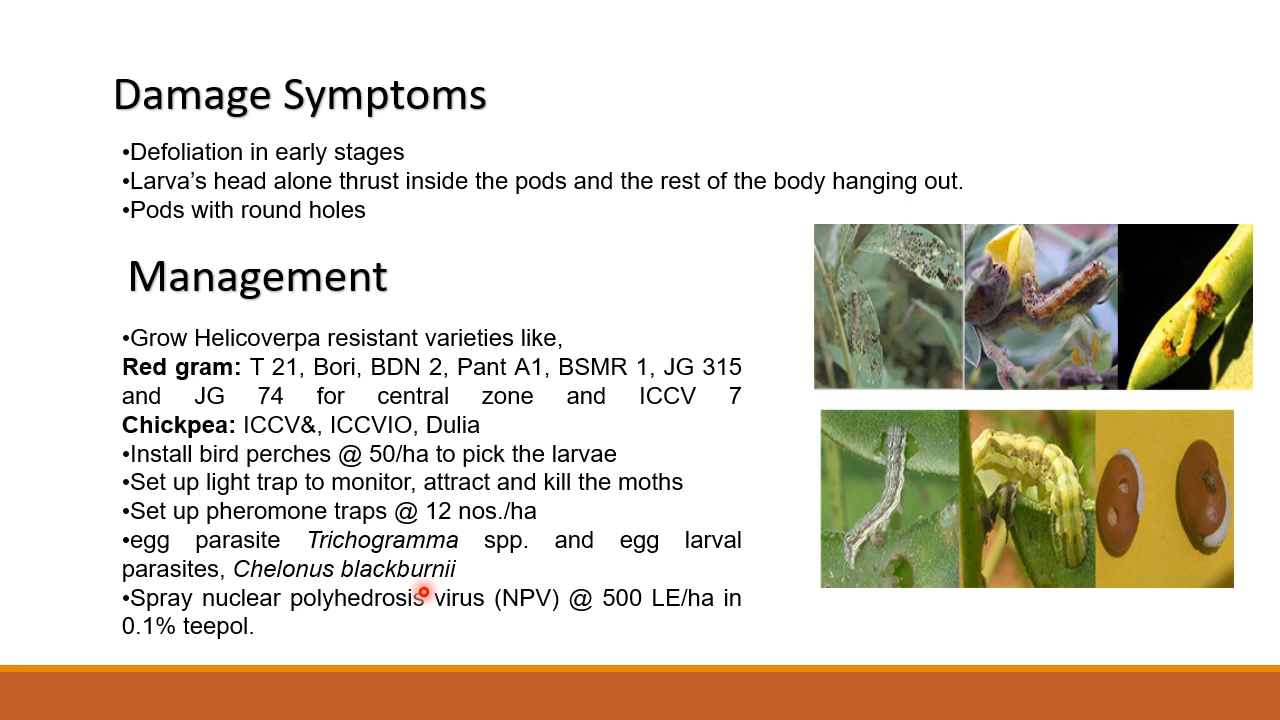 Damage Symptoms
•Defoliation in early stages
•Larva’s head alone thrust inside the pods and the rest of the body hanging out.
•Pods with round holes
Management
•Grow Helicoverpa resistant varieties like,
Red gram: T 21, Bori, BDN 2, Pant A1, BSMR 1, JG 315
and JG 74 for central zone and ICCV 7
Chickpea: ICCV&, ICCVIO, Dulia
•Install bird perches @ 50/ha to pick the larvae
•Set up light trap to monitor, attract and kill the moths
•Set up pheromone traps @ 12 nos./ha
•egg parasite Trichogramma spp. and egg larval
parasites, Chelonus blackburnii
•Spray nuclear polyhedrosis virus (NPV) @ 500 LE/ha in
0.1% teepol.